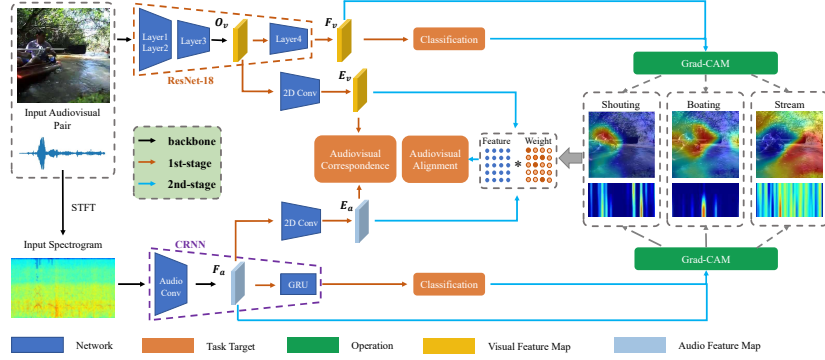 Layer1
Layer2
Layer3
O_v
Layer4
F_v
Classification
ResNet-18
Grad-CAM
Input Audiovisual
Pair
2D Conv
E_v
Shouting
Boating
Stream
backbone
1st-stage
2nd-stage
Audiovisual
Correspondence
Audiovisual
Alignment
Feature
Weight
*
STFT
2D Conv
E_a
Input Spectrogram
CRNN
Audio
Conv
F_a
GRU
Classification
Grad-CAM
Network
Task Target
Operation
Visual Feature Map
Audio Feature Map